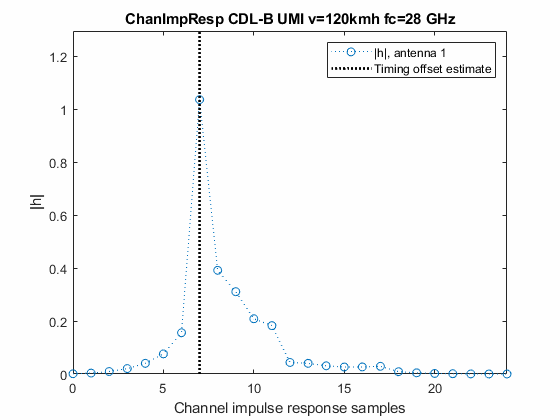 ChanImpResp CDL-B UMI v=120kmh fc=28 GHz
|h|, antenna 1
Timing offset estimate
1.2
1
0.8
0.6
0.4
0.2
0
|h|
0 5 10 15 20
Channel impulse response samples